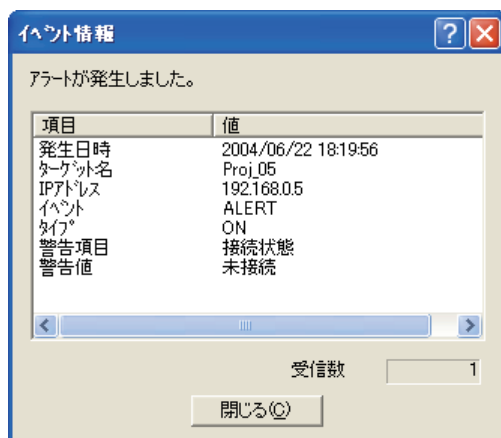 イベント情報
アラートが発生しました。
項目 値
発生日時 2004/06/22 18:19:56
ターゲット名 Proj_05
IPアドレス 192.168.0.5
イベント ALERT
タイプ ON
警告項目 接続状態
警告値 未接続
受信数 1
閉じる(C)